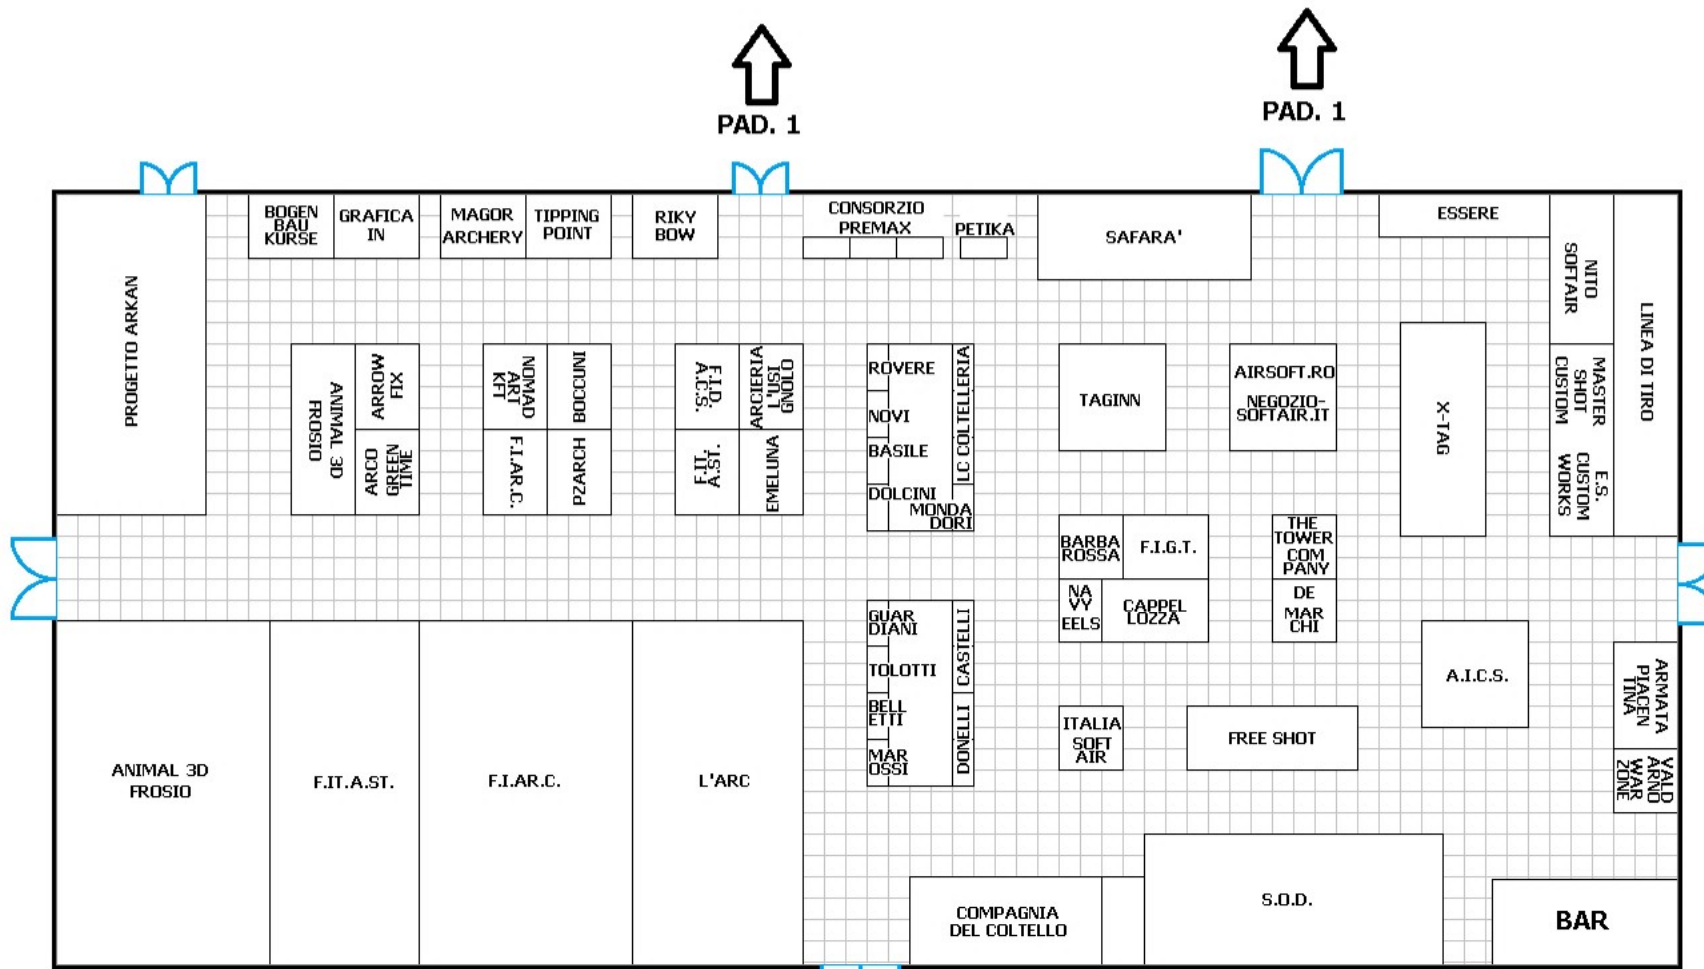 PAD. 1
PAD. 1
BOGEN
BAU
KURSE
GRAFICA
IN
MAGOR
ARCHERY
TIPPING
POINT
RIKY
BOW
CONSORZIO
PREMAX
PETIKA
SAFARA'
ESSERE
NITO
SOFTAIR
LINEA DI TIRO
PROGETTO ARKAN
ANIMAL 3D
FROSIO
ARROW
FIX
ARCO
GREEN
TIME
NOMAD
ART
KFT
BOCCUNI
F.I.AR.C.
PZARCH
F.I.D.
A.C.S.
ARCIERIA
L'USI
GNOLO
F.IT.
A.ST.
EMELUNA
ROVERE
NOVI
BASILE
DOLCINI
MONDA
DORI
LC COLTELLERIA
TAGINN
AIRSOFT.RO
NEGOZIO-
SOFTAIR.IT
X-TAG
MASTER
SHOT
CUSTOM
E.S.
CUSTOM
WORKS
BARBA
ROSSA
F.I.G.T.
THE
TOWER
COM
PANY
NA
VY
EELS
CAPPEL
LOZZA
DE
MAR
CHI
GUAR
DIANI
TOLOTTI
BELL
ETTI
MAR
OSSI
CASTELLI
DONELLI
A.I.C.S.
ARMATA
PIACEN
TINA
VALD
ARNO
WAR
ZONE
ITALIA
SOFT
AIR
FREE SHOT
ANIMAL 3D
FROSIO
F.IT.A.ST.
F.I.AR.C.
L'ARC
COMPAGNIA
DEL COLTELLO
S.O.D.
BAR